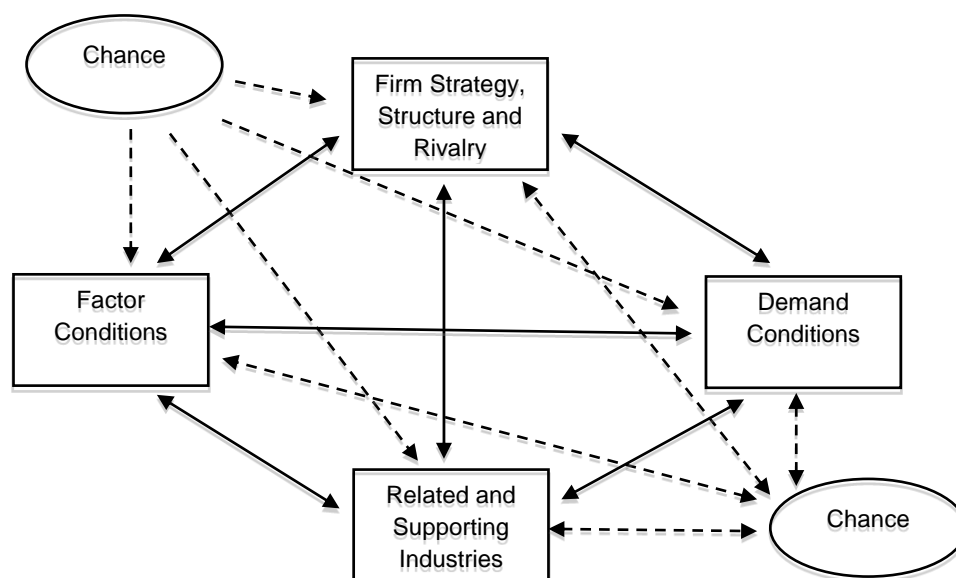 Chance
Firm Strategy,
Structure and
Rivalry
Factor
Conditions
Demand
Conditions
Related and
Supporting
Industries
Chance